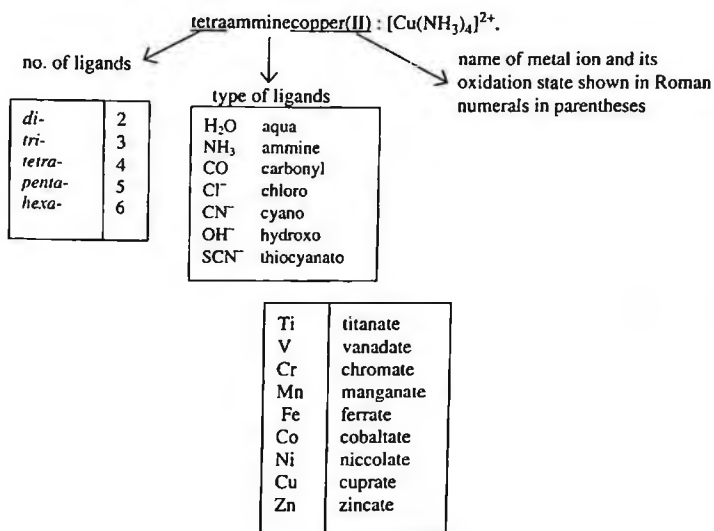 tetraamminecopper(II) : [Cu(NH₃)₄]²⁺.
no. of ligands
name of metal ion and its
oxidation state shown in Roman
numerals in parentheses
type of ligands
di- 2
tri- 3
tetra- 4
penta- 5
hexa- 6
H₂O aqua
NH₃ ammine
CO carbonyl
Cl⁻ chloro
CN⁻ cyano
OH⁻ hydroxo
SCN⁻ thiocyanato
Ti titanate
V vanadate
Cr chromate
Mn manganate
Fe ferrate
Co cobaltate
Ni niccolate
Cu cuprate
Zn zincate